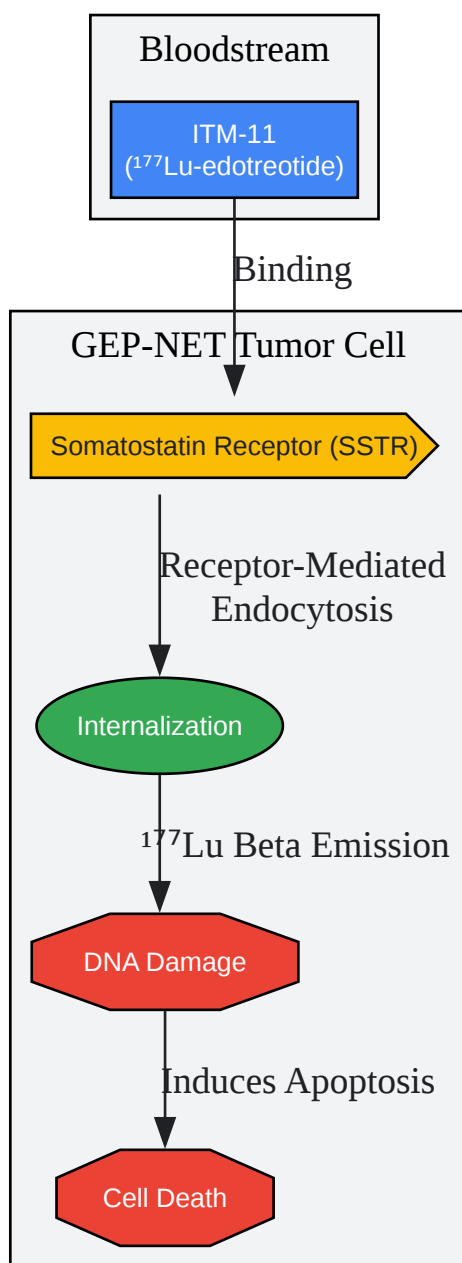 Bloodstream
ITM-11
(¹⁷⁷Lu-edotreotide)
Binding
GEP-NET Tumor Cell
Somatostatin Receptor (SSTR)
Receptor-Mediated
Endocytosis
Internalization
¹⁷⁷Lu Beta Emission
DNA Damage
Induces Apoptosis
Cell Death